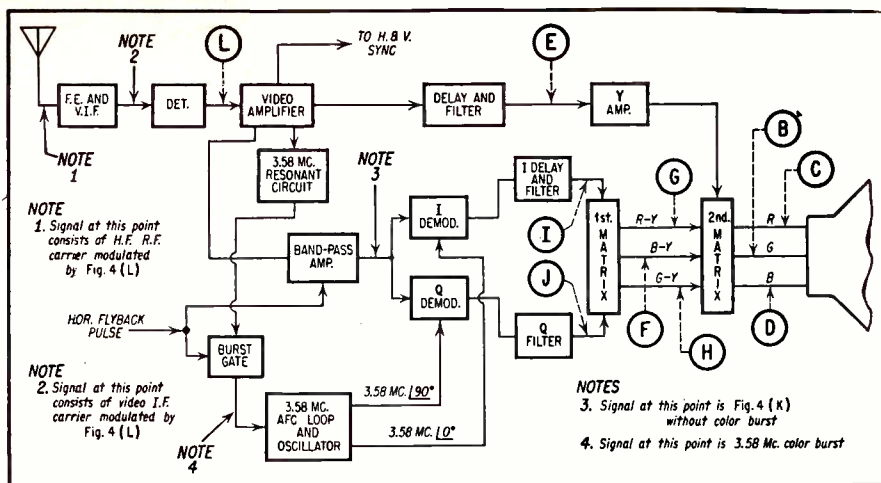 NOTE
2
L
TO H. & V.
SYNC
E
F.E. AND
V.I.F.
DET.
VIDEO
AMPLIFIER
DELAY AND
FILTER
Y
AMP.
B
C
NOTE
1
3.58 MC.
RESONANT
CIRCUIT
NOTE
3
I DELAY
AND
FILTER
G
NOTE
1. Signal at this point
consists of H.F. R.F.
carrier modulated
by Fig. 4 (L)
BAND-PASS
AMP.
I
DEMOD.
I
1st.
MATRIX
R-Y
B-Y
G-Y
2nd.
MATRIX
R
G
B
J
Q
DEMOD.
HOR. FLYBACK
PULSE
Q
FILTER
F
H
D
BURST
GATE
2. Signal at this point
consists of video I.F.
carrier modulated by
Fig. 4 (L)
NOTE
4
3.58 MC.
AFC LOOP
AND
OSCILLATOR
3.58 MC. 90°
3.58 MC. 0°
NOTES
3. Signal at this point is Fig. 4 (K)
without color burst
4. Signal at this point is 3.58 Mc. color burst